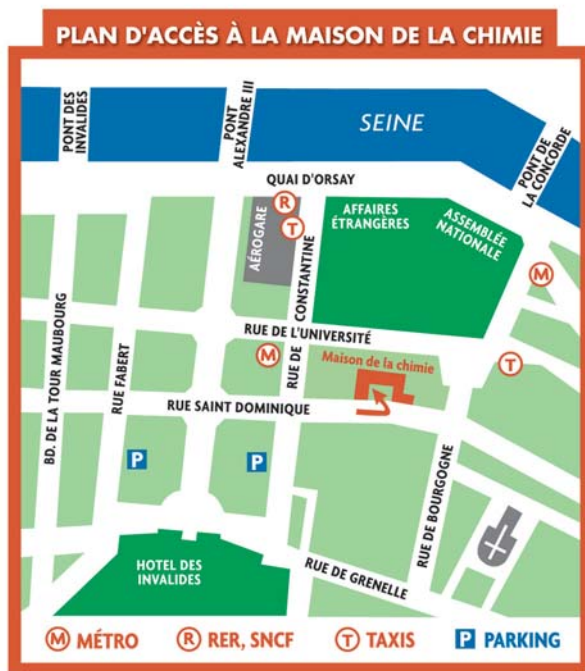 PLAN D'ACCÈS À LA MAISON DE LA CHIMIE
PONT DES
INVALIDES
PONT
ALEXANDRE III
SEINE
PONT DE
LA CONCORDE
QUAI D'ORSAY
AÉROGARE
R
T
AFFAIRES
ÉTRANGÈRES
ASSEMBLÉE
NATIONALE
M
BD. DE LA TOUR MAUBOURG
RUE FABERT
RUE DE CONSTANTINE
RUE DE L'UNIVERSITÉ
M
Maison de la chimie
T
RUE SAINT DOMINIQUE
P
P
RUE DE BOURGOGNE
HOTEL DES
INVALIDES
RUE DE GRENELLE
M MÉTRO
R RER, SNCF
T TAXIS
P PARKING